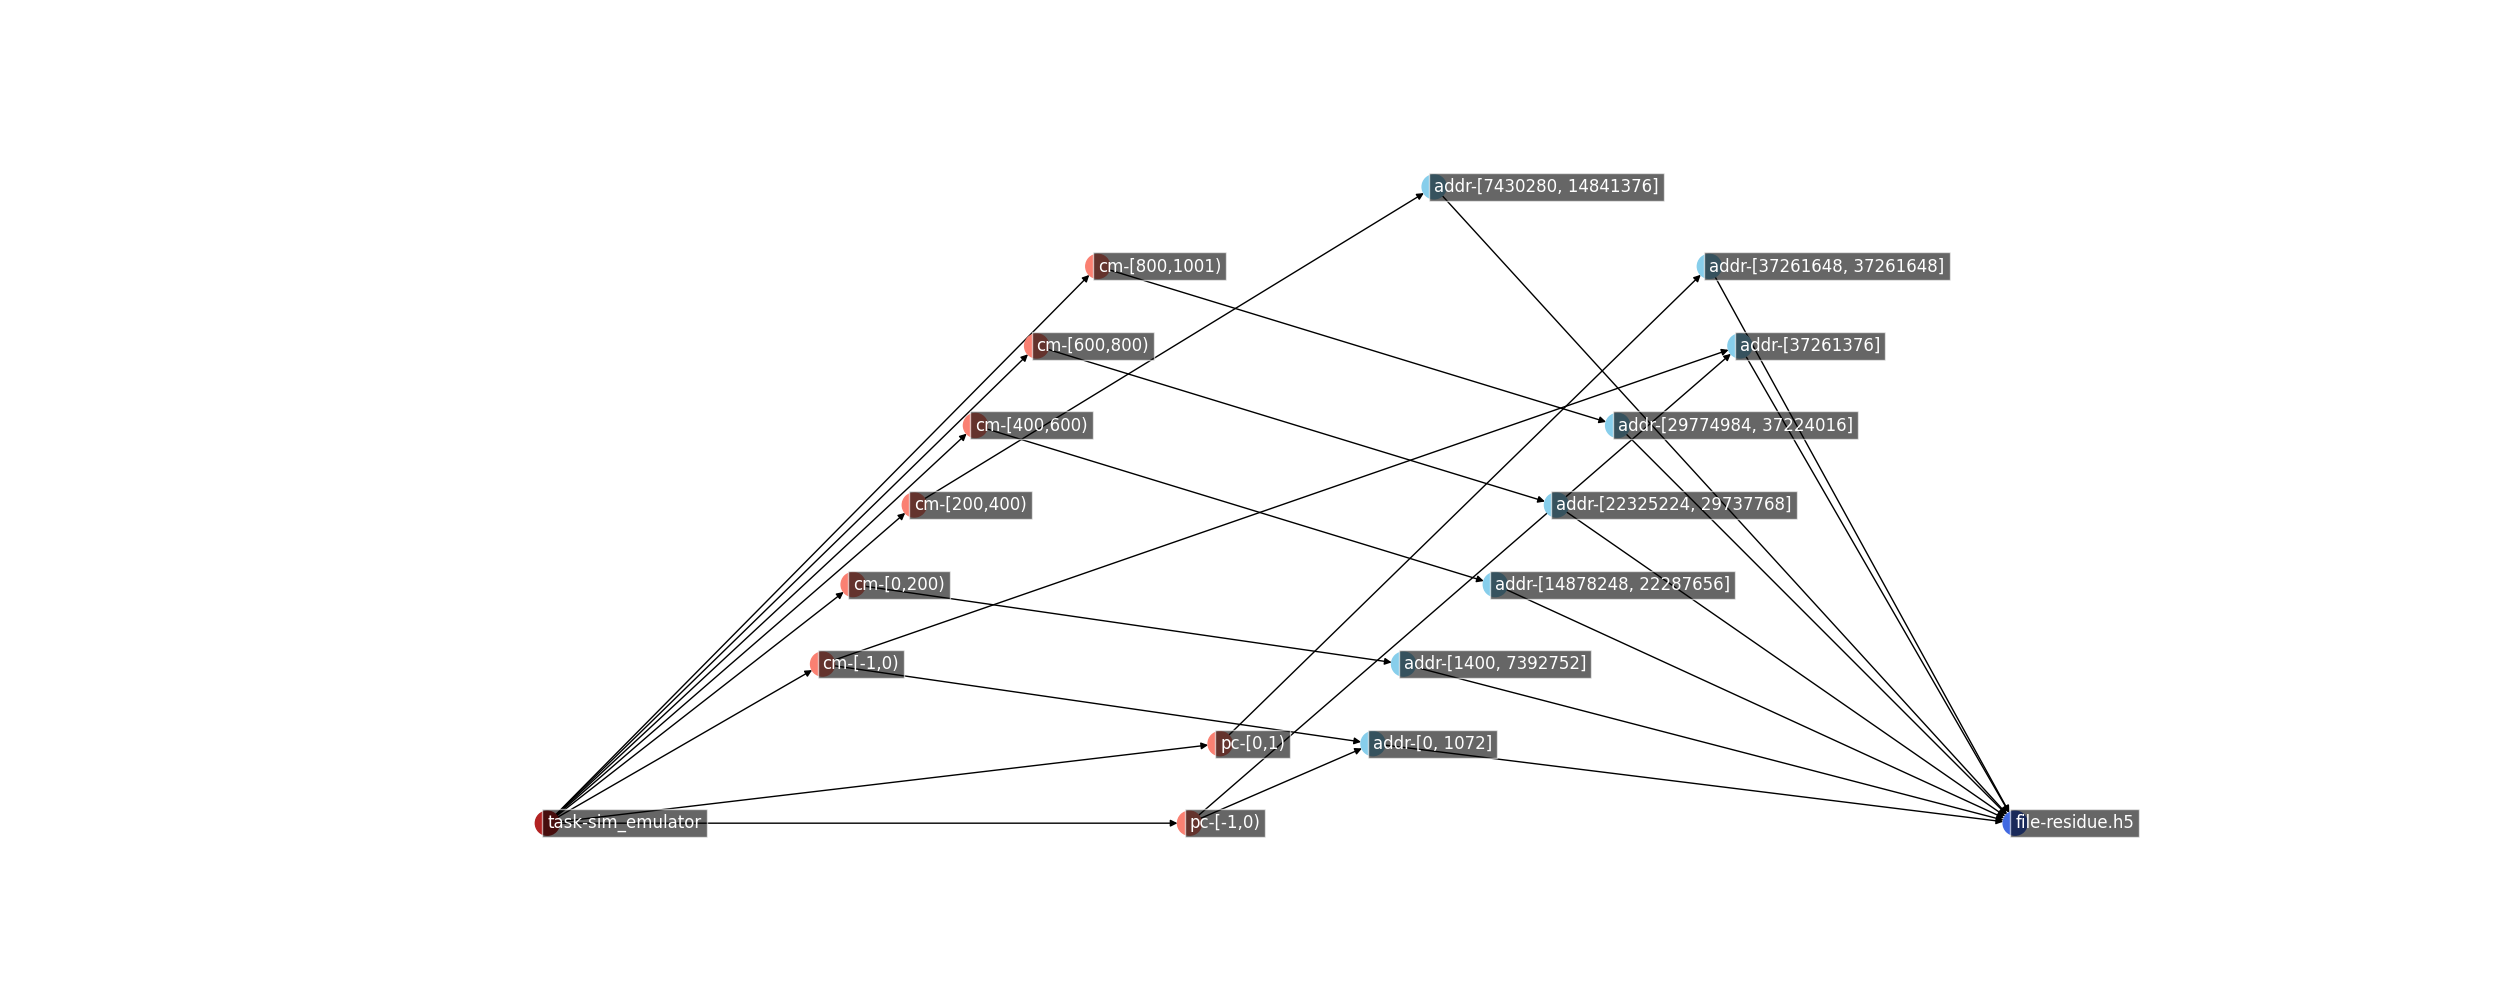 addr-[7430280, 14841376]
cm-[800,1001)
addr-[37261648, 37261648]
cm-[600,800)
addr-[37261376]
cm-[400,600)
addr-[29774984, 37224016]
cm-[200,400)
addr-[22325224, 29737768]
cm-[0,200)
addr-[14878248, 22287656]
cm-[-1,0)
addr-[1400, 7392752]
pc-[0,1)
addr-[0, 1072]
task-sim_emulator
pc-[-1,0)
file-residue.h5